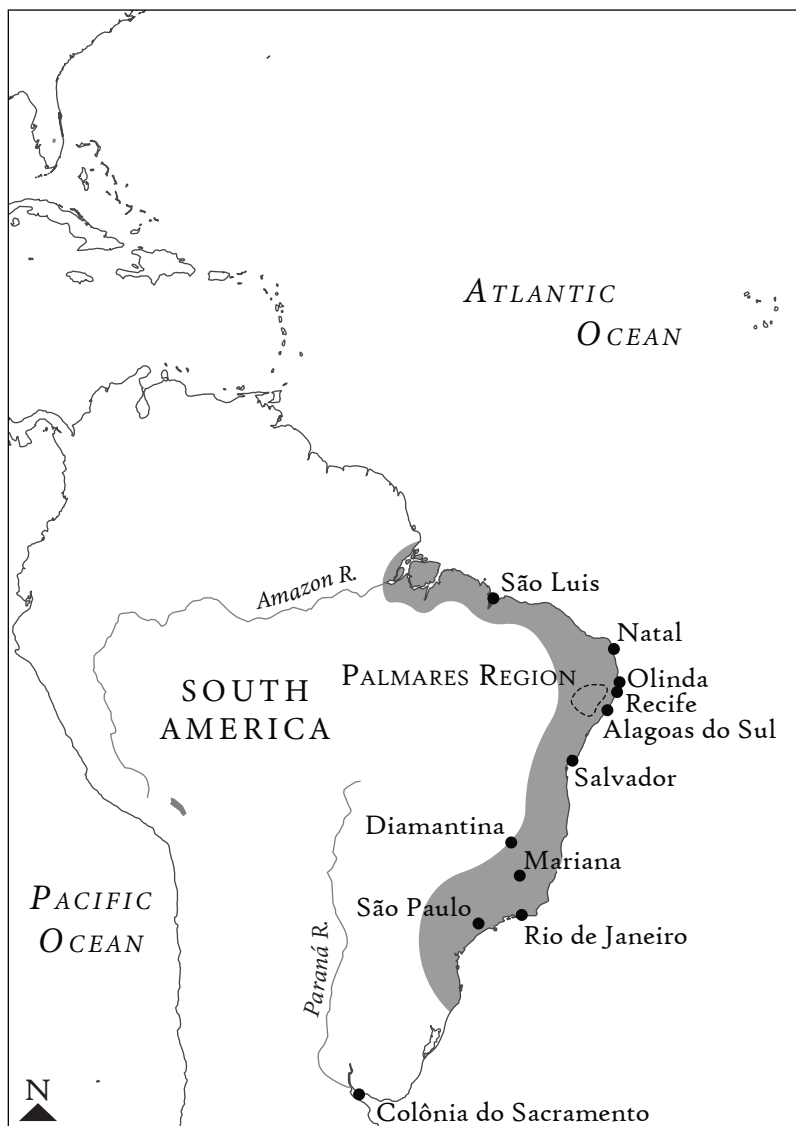 ATLANTIC
OCEAN
Amazon R.
São Luis
Natal
PALMARES REGION
Olinda
SOUTH
AMERICA
Recife
Alagoas do Sul
Salvador
Diamantina
Mariana
PACIFIC
OCEAN
São Paulo
Rio de Janeiro
Paraná R.
N
Colônia do Sacramento